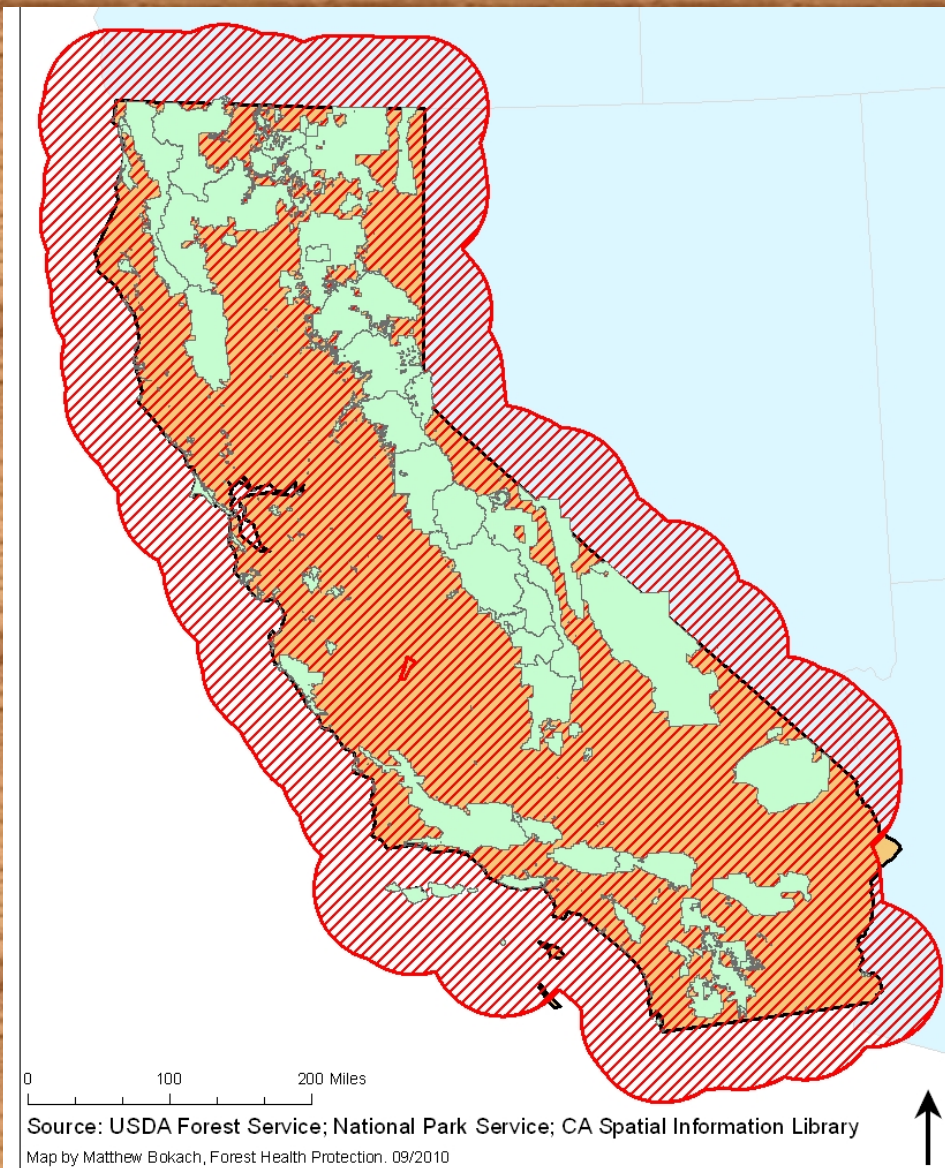 0 100 200 Miles
Source: USDA Forest Service; National Park Service; CA Spatial Information Library
Map by Matthew Bokach, Forest Health Protection. 09/2010